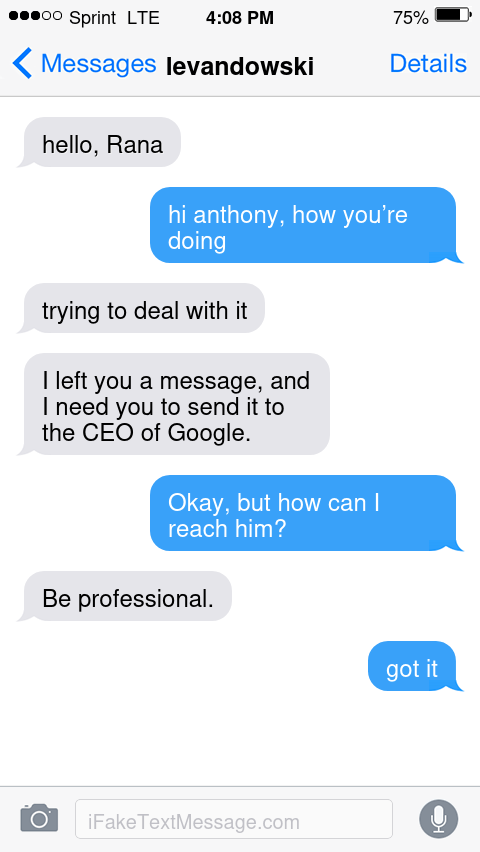 Sprint LTE 4:08 PM 75%
Messages levandowski Details
hello, Rana
hi anthony, how you’re
doing
trying to deal with it
I left you a message, and
I need you to send it to
the CEO of Google.
Okay, but how can I
reach him?
Be professional.
got it
iFakeTextMessage.com